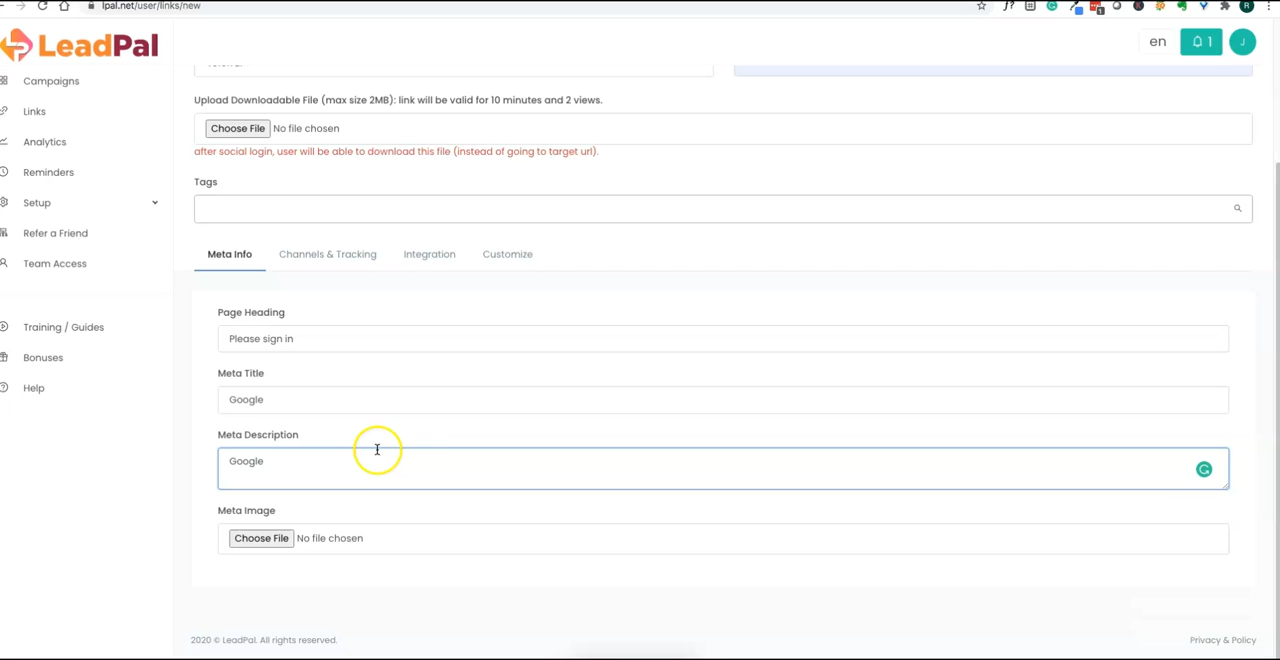 lpal.net/user/links/new
LeadPal
en
1
J
Campaigns
Links
Analytics
Reminders
Setup
Refer a Friend
Team Access
Training / Guides
Bonuses
Help
Upload Downloadable File (max size 2MB): link will be valid for 10 minutes and 2 views.
Choose File No file chosen
after social login, user will be able to download this file (instead of going to target url).
Tags
Meta Info Channels & Tracking Integration Customize
Page Heading
Please sign in
Meta Title
Google
Meta Description
Google
Meta Image
Choose File No file chosen
2020 © LeadPal. All rights reserved.
Privacy & Policy